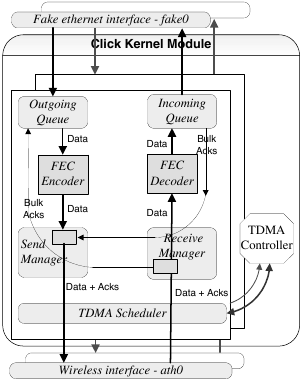 Fake ethernet interface - fake0
Click Kernel Module
Outgoing
Queue
Incoming
Queue
Data
Data
Bulk
Acks
FEC
Encoder
FEC
Decoder
Bulk
Acks
Data
Data
Send
Manager
Receive
Manager
TDMA
Controller
Data + Acks
Data + Acks
TDMA Scheduler
Wireless interface - ath0